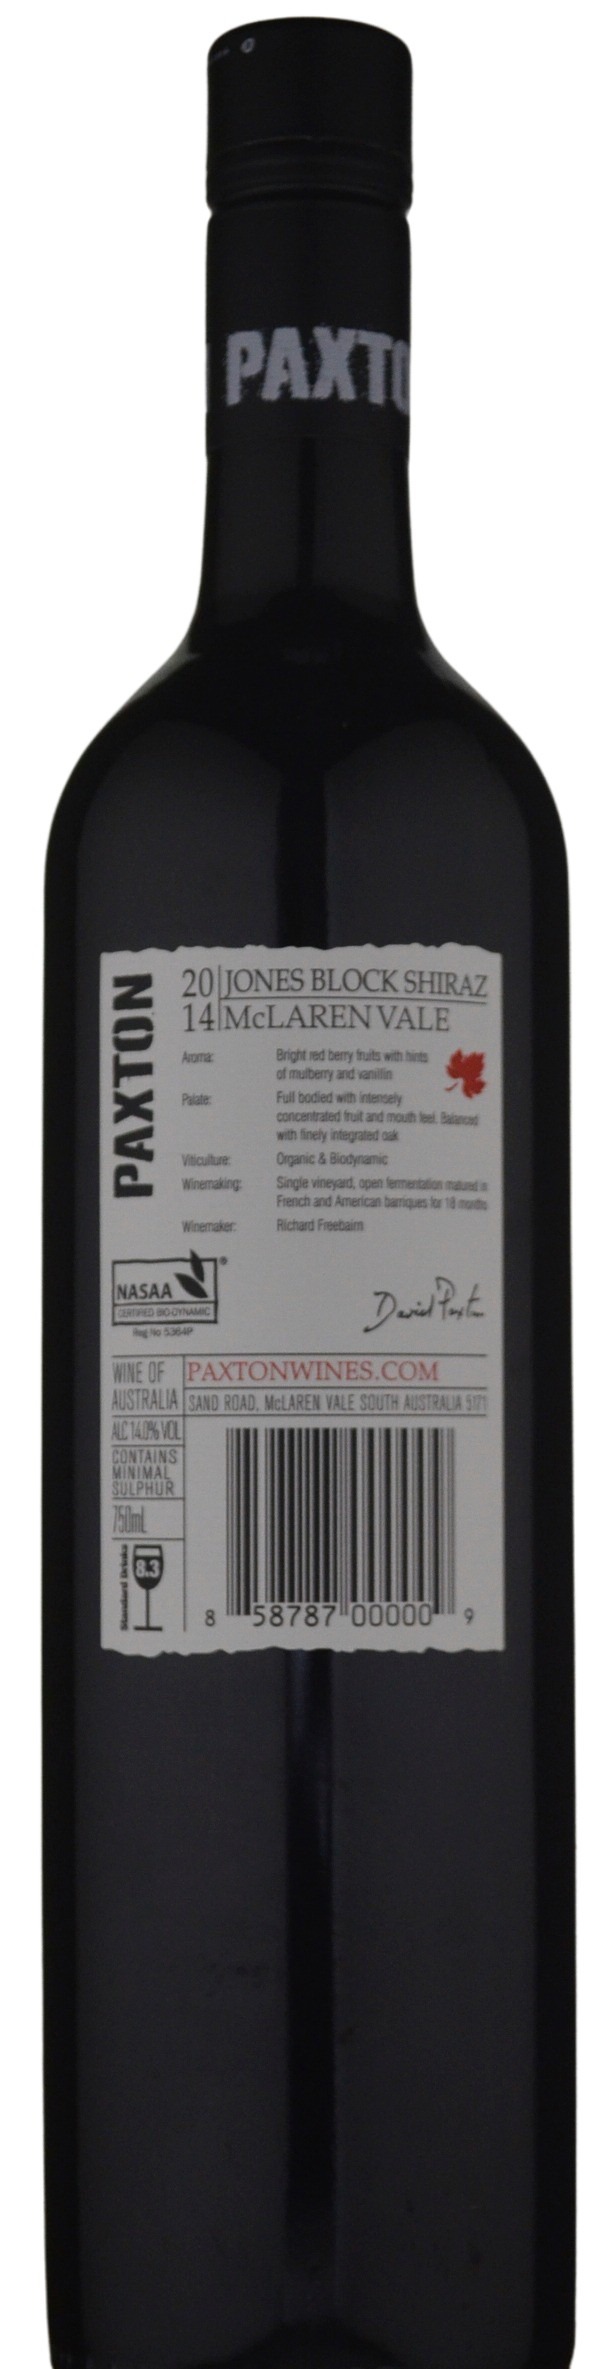 PAXTO
PAXTON
20 JONES BLOCK SHIRAZ
14 McLAREN VALE
Aroma: Bright red berry fruits with hints
of mulberry and vanillin
Palate: Full bodied with intensely
concentrated fruit and mouth feel. Balanced
with finely integrated oak
Viticulture: Organic & Biodynamic
Winemaking: Single vineyard, open fermentation matured in
French and American barriques for 18 months
Winemaker: Richard Freebairn
NASAA ®
CERTIFIED BIO-DYNAMIC
Reg No 5364P
David Paxton
WINE OF
AUSTRALIA
PAXTONWINES.COM
SAND ROAD, McLAREN VALE SOUTH AUSTRALIA 5171
ALC 14.0% VOL
CONTAINS
MINIMAL
SULPHUR
750mL
Standard Drinks
8.3
8 58787 00000 9